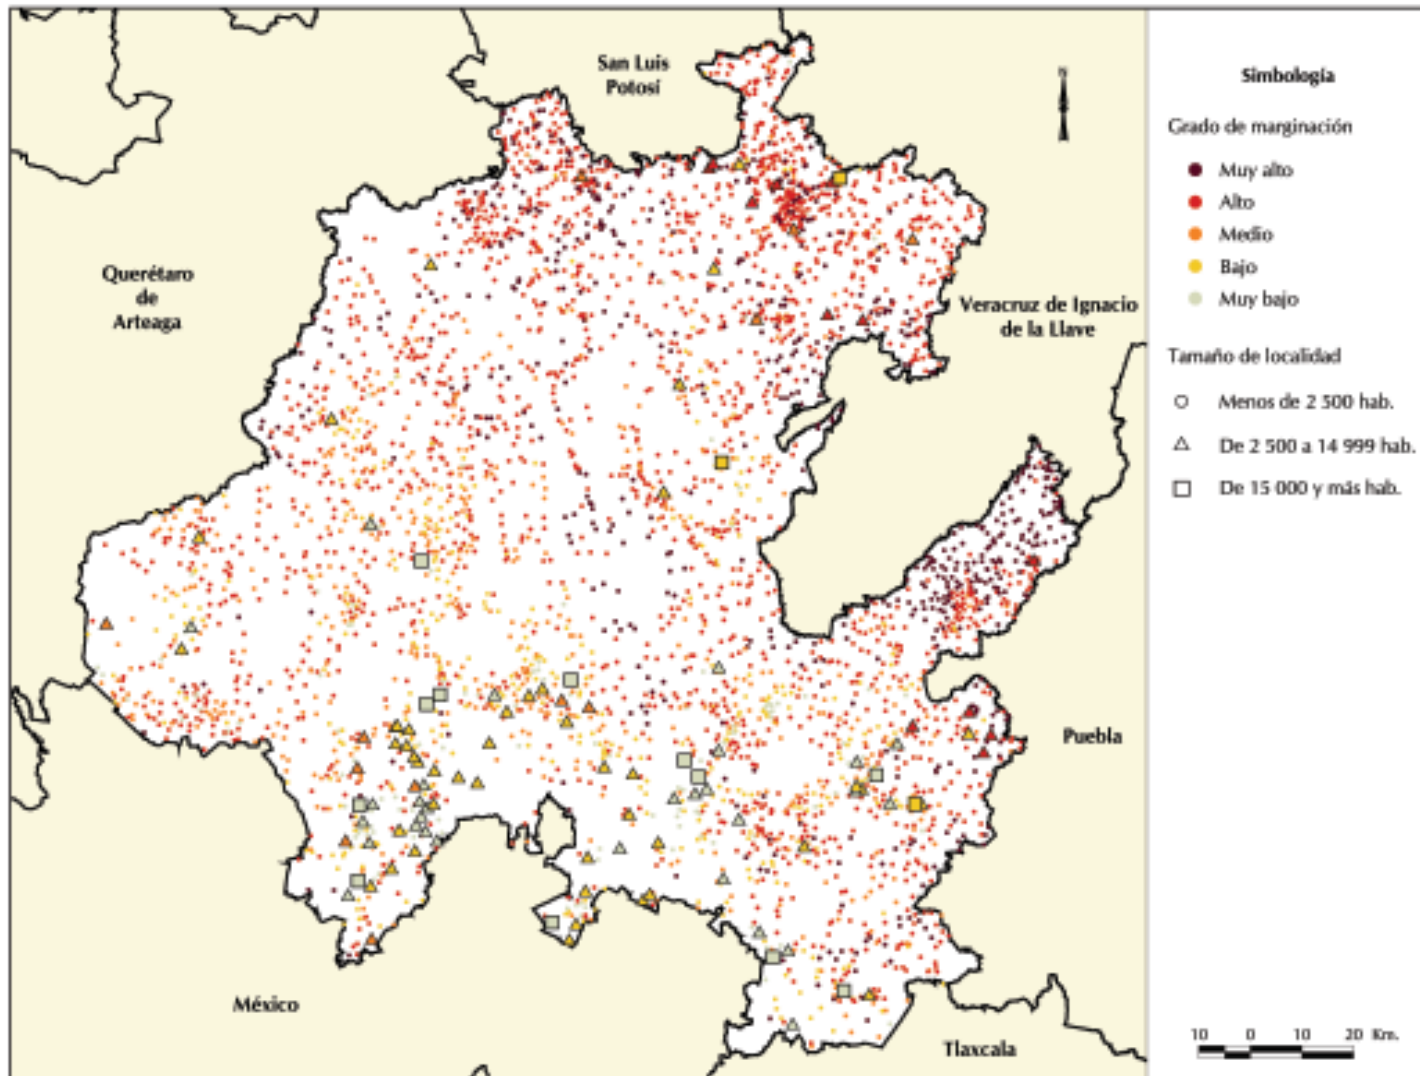 San Luis
Potosí
Querétaro
de
Arteaga
Veracruz de Ignacio
de la Llave
Puebla
México
Tlaxcala
N
Simbología
Grado de marginación
Muy alto
Alto
Medio
Bajo
Muy bajo
Tamaño de localidad
Menos de 2 500 hab.
De 2 500 a 14 999 hab.
De 15 000 y más hab.
10 0 10 20 Km.